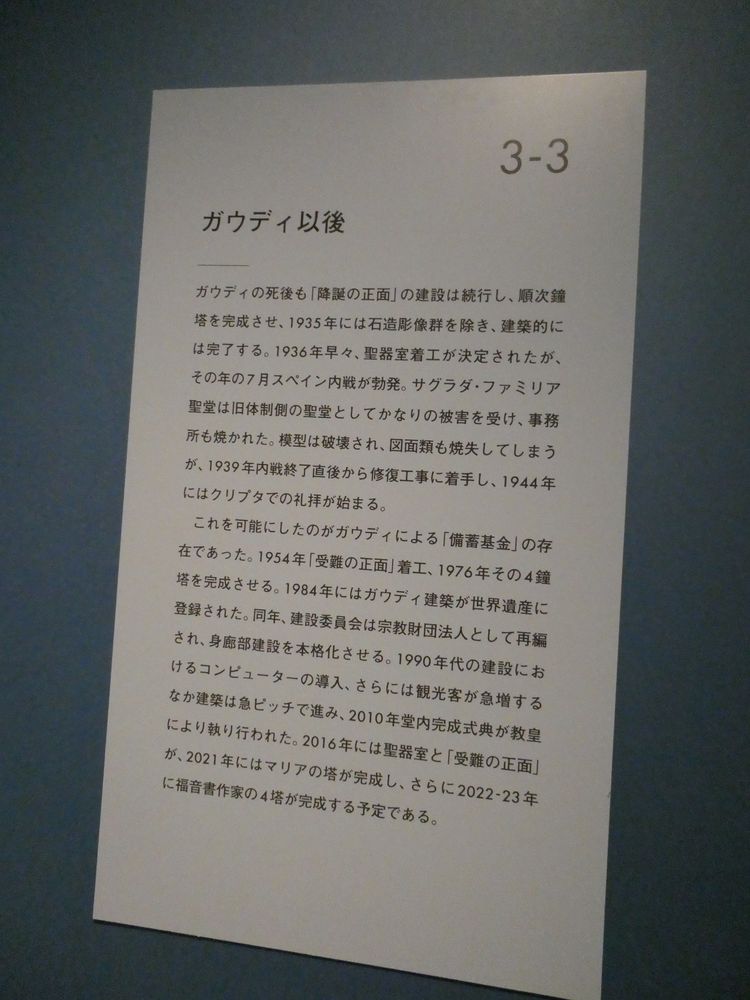 3-3
ガウディ以後
ガウディの死後も「降誕の正面」の建設は続行し、順次鐘
塔を完成させ、1935年には石造彫像群を除き、建築的に
は完了する。1936年早々、聖器室着工が決定されたが、
その年の7月スペイン内戦が勃発。サグラダ・ファミリア
聖堂は旧体制側の聖堂としてかなりの被害を受け、事務
所も焼かれた。模型は破壊され、図面類も焼失してしまう
が、1939年内戦終了直後から修復工事に着手し、1944年
にはクリプタでの礼拝が始まる。
これを可能にしたのがガウディによる「備蓄基金」の存
在であった。1954年「受難の正面」着工、1976年その4鐘
塔を完成させる。1984年にはガウディ建築が世界遺産に
登録された。同年、建設委員会は宗教財団法人として再編
され、身廊部建設を本格化させる。1990年代の建設にお
けるコンピューターの導入、さらには観光客が急増する
なか建築は急ピッチで進み、2010年堂内完成式典が教皇
により執り行われた。2016年には聖器室と「受難の正面」
が、2021年にはマリアの塔が完成し、さらに2022-23年
に福音書作家の4塔が完成する予定である。